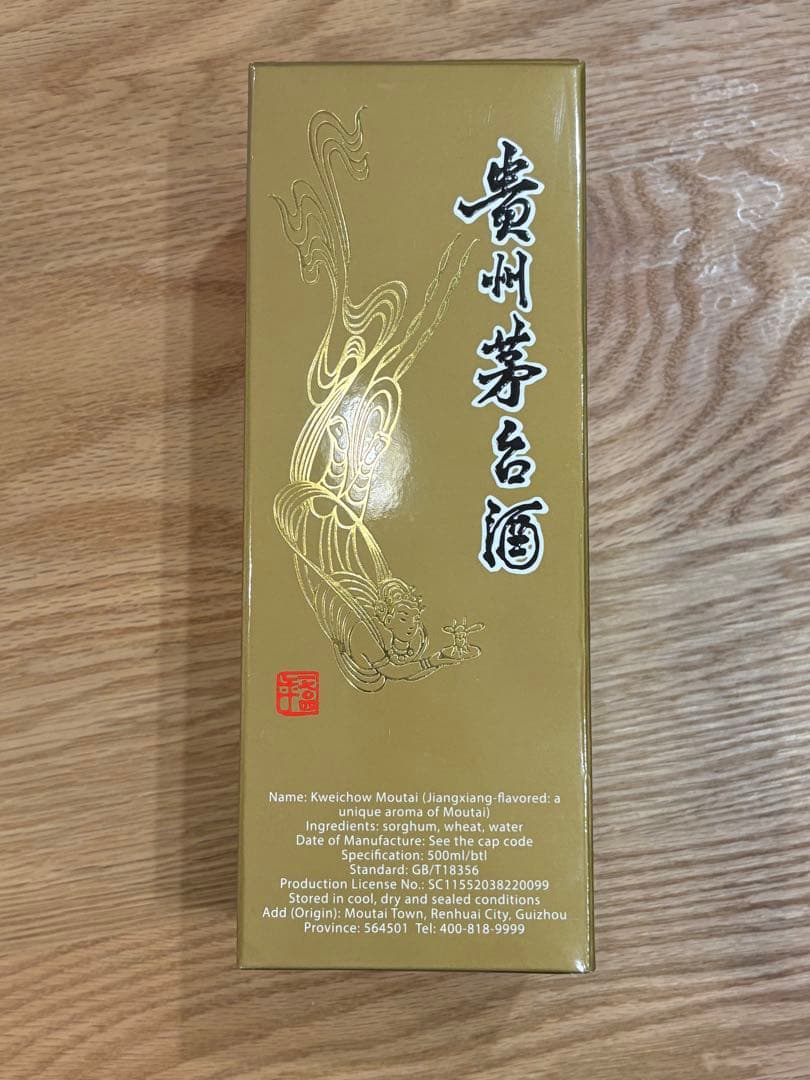 貴州茅台酒
Name: Kweichow Moutai (Jiangxiang-flavored: a
unique aroma of Moutai)
Ingredients: sorghum, wheat, water
Date of Manufacture: See the cap code
Specification: 500ml/btl
Standard: GB/T18356
Production License No.: SC11552038220099
Stored in cool, dry and sealed conditions
Add (Origin): Moutai Town, Renhuai City, Guizhou
Province: 564501 Tel: 400-818-9999